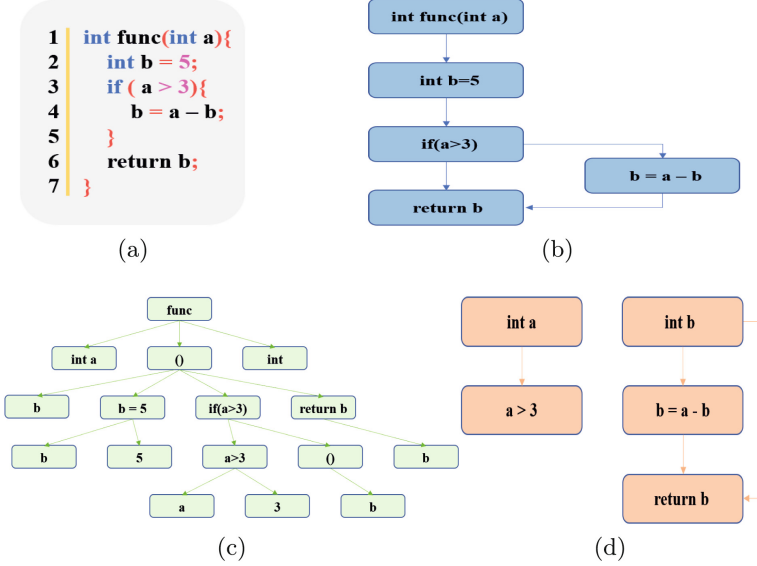 1 int func(int a){
2 int b = 5;
3 if ( a > 3){
4 b = a – b;
5 }
6 return b;
7 }
(a)
int func(int a)
int b=5
if(a>3)
b = a – b
return b
(b)
func
int a () int
b b = 5 if(a>3) return b
b 5 a>3 () b
a 3 b
(c)
int a int b
a > 3 b = a - b
return b
(d)